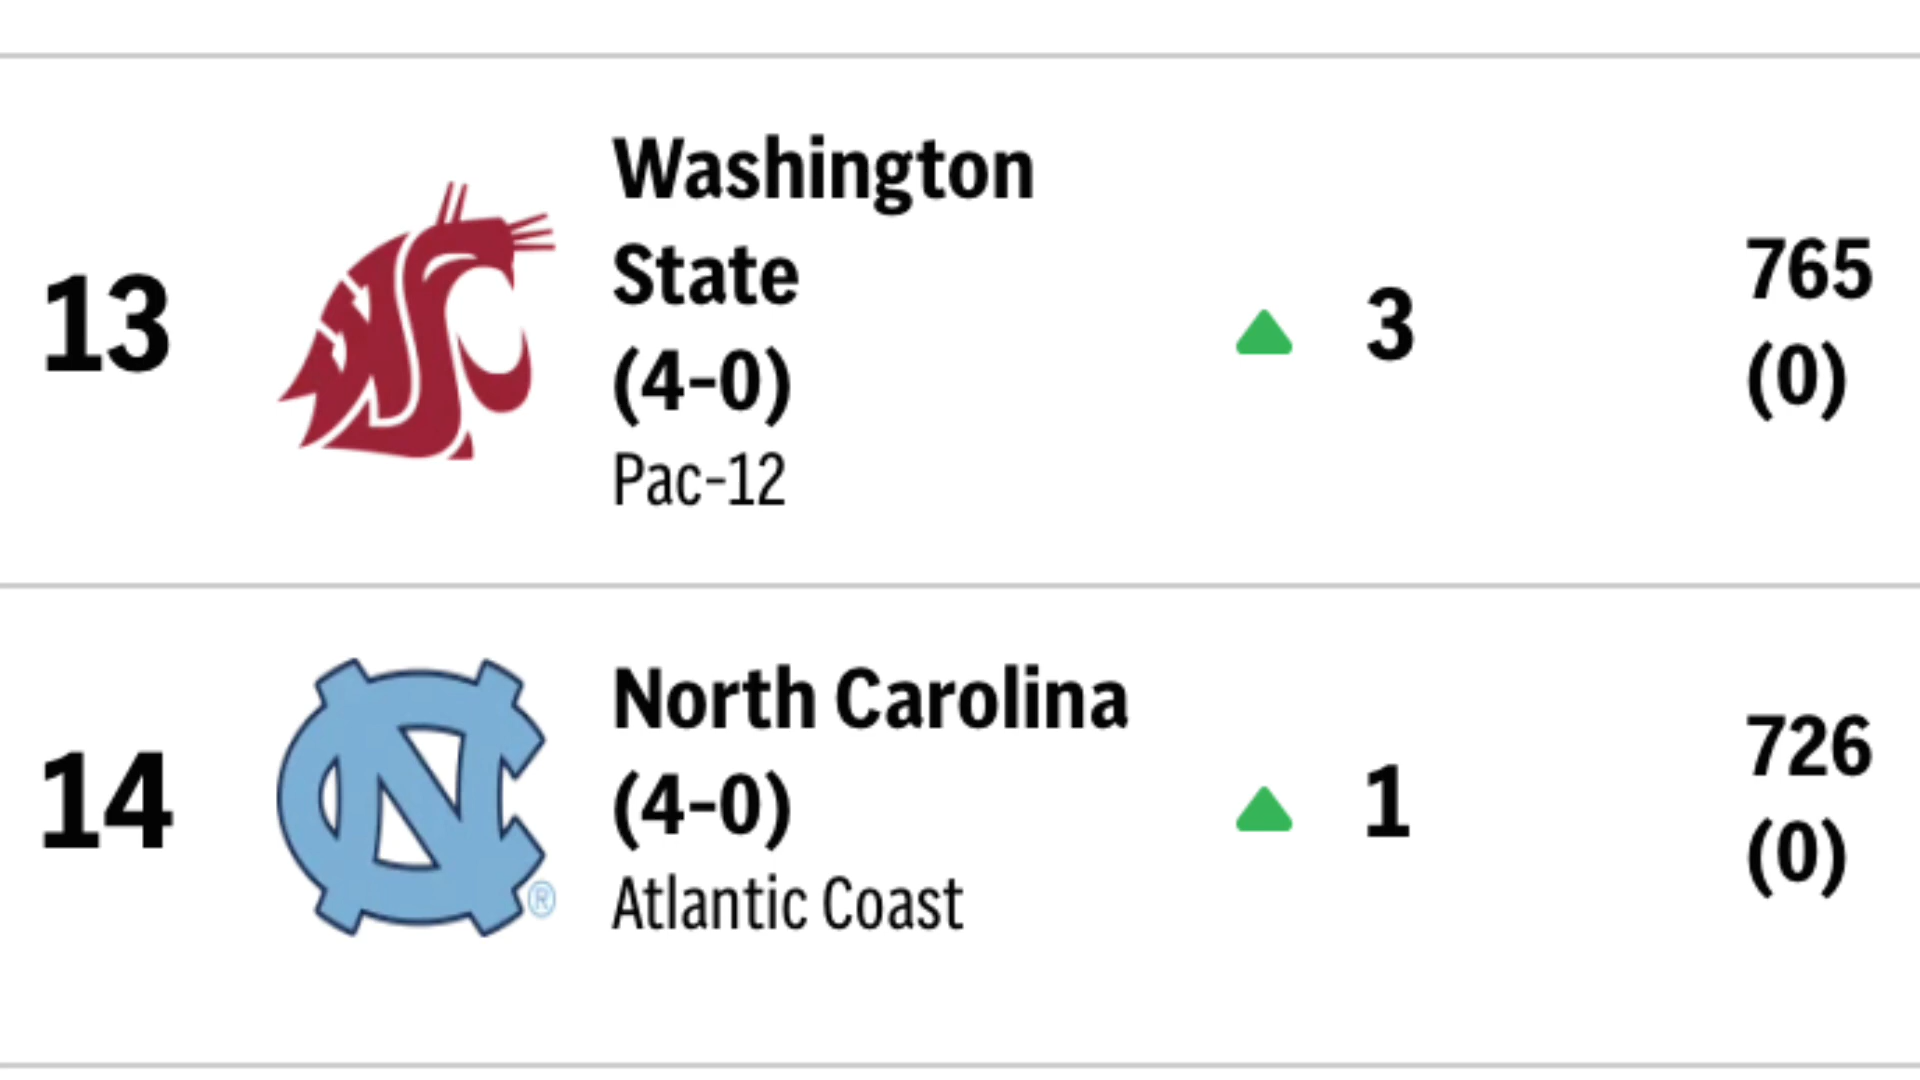 13
Washington
State
(4-0)
Pac-12
3
765
(0)
14
NC
North Carolina
(4-0)
Atlantic Coast
1
726
(0)
®